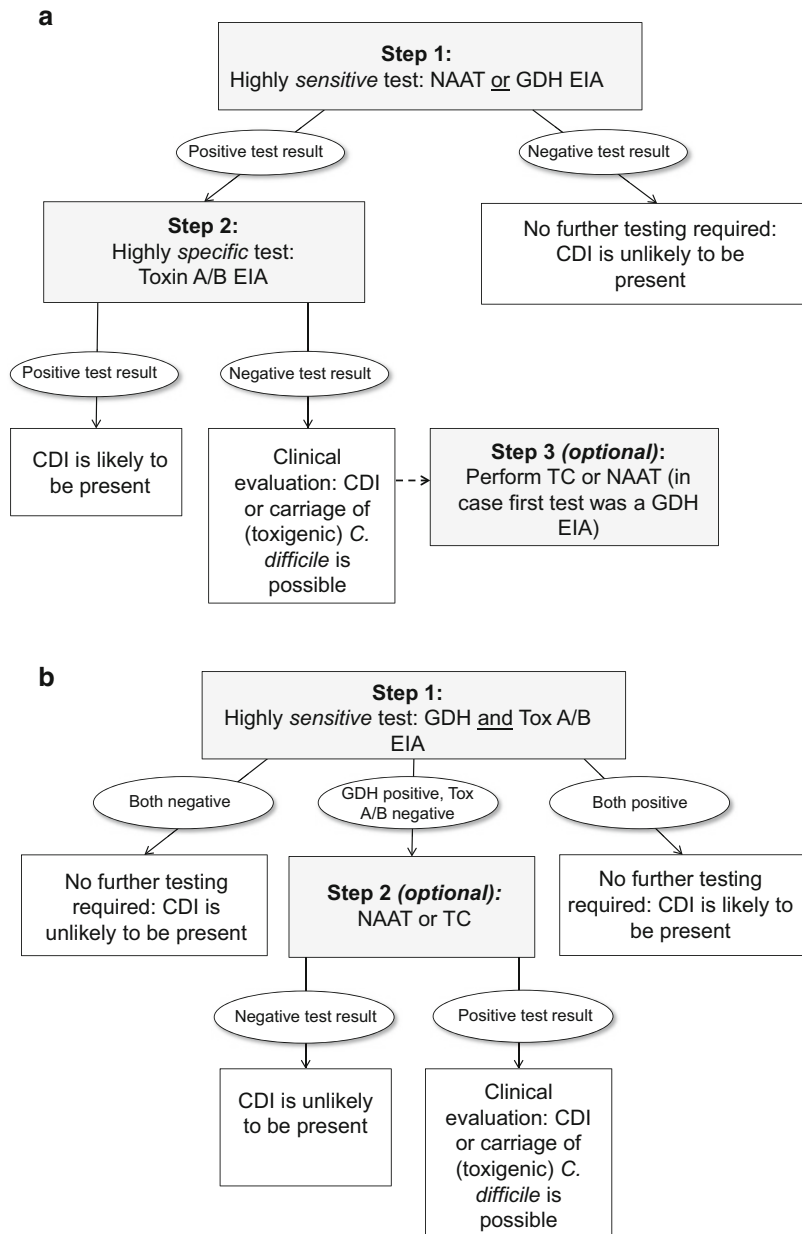 a
Step 1:
Highly sensitive test: NAAT or GDH EIA
Positive test result
Negative test result
Step 2:
Highly specific test:
Toxin A/B EIA
No further testing required:
CDI is unlikely to be
present
Positive test result
Negative test result
CDI is likely to
be present
Clinical
evaluation: CDI
or carriage of
(toxigenic) C.
difficile is
possible
Step 3 (optional):
Perform TC or NAAT (in
case first test was a GDH
EIA)
b
Step 1:
Highly sensitive test: GDH and Tox A/B
EIA
Both negative
GDH positive, Tox
A/B negative
Both positive
No further testing
required: CDI is
unlikely to be present
Step 2 (optional):
NAAT or TC
No further testing
required: CDI is likely to
be present
Negative test result
Positive test result
CDI is unlikely
to be present
Clinical
evaluation: CDI
or carriage of
(toxigenic) C.
difficile is
possible